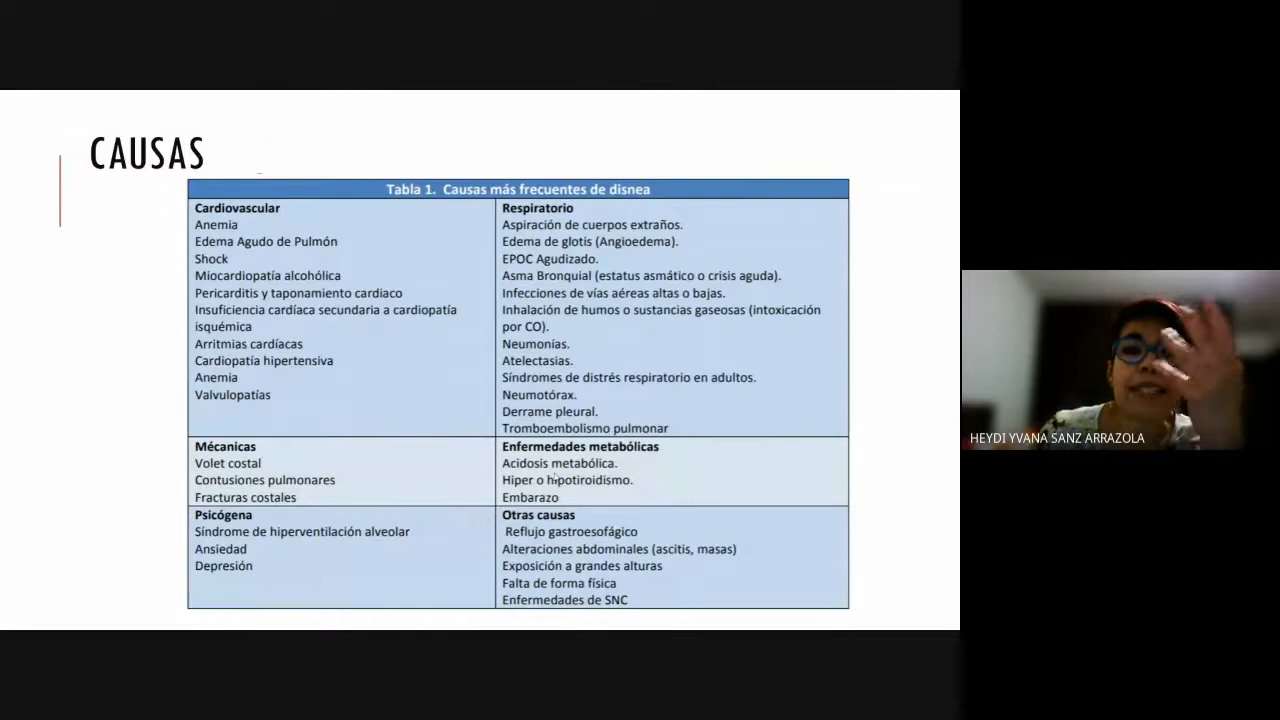 CAUSAS
Tabla 1. Causas más frecuentes de disnea
Cardiovascular
Anemia
Edema Agudo de Pulmón
Shock
Miocardiopatía alcohólica
Pericarditis y taponamiento cardiaco
Insuficiencia cardíaca secundaria a cardiopatía
isquémica
Arritmias cardíacas
Cardiopatía hipertensiva
Anemia
Valvulopatías
Respiratorio
Aspiración de cuerpos extraños.
Edema de glotis (Angioedema).
EPOC Agudizado.
Asma Bronquial (estatus asmático o crisis aguda).
Infecciones de vías aéreas altas o bajas.
Inhalación de humos o sustancias gaseosas (intoxicación
por CO).
Neumonías.
Atelectasias.
Síndromes de distrés respiratorio en adultos.
Neumotórax.
Derrame pleural.
Tromboembolismo pulmonar
Mécanicas
Volet costal
Contusiones pulmonares
Fracturas costales
Enfermedades metabólicas
Acidosis metabólica.
Hiper o hipotiroidismo.
Embarazo
Psicógena
Síndrome de hiperventilación alveolar
Ansiedad
Depresión
Otras causas
Reflujo gastroesofágico
Alteraciones abdominales (ascitis, masas)
Exposición a grandes alturas
Falta de forma física
Enfermedades de SNC
HEYDI YVANA SANZ ARRAZOLA